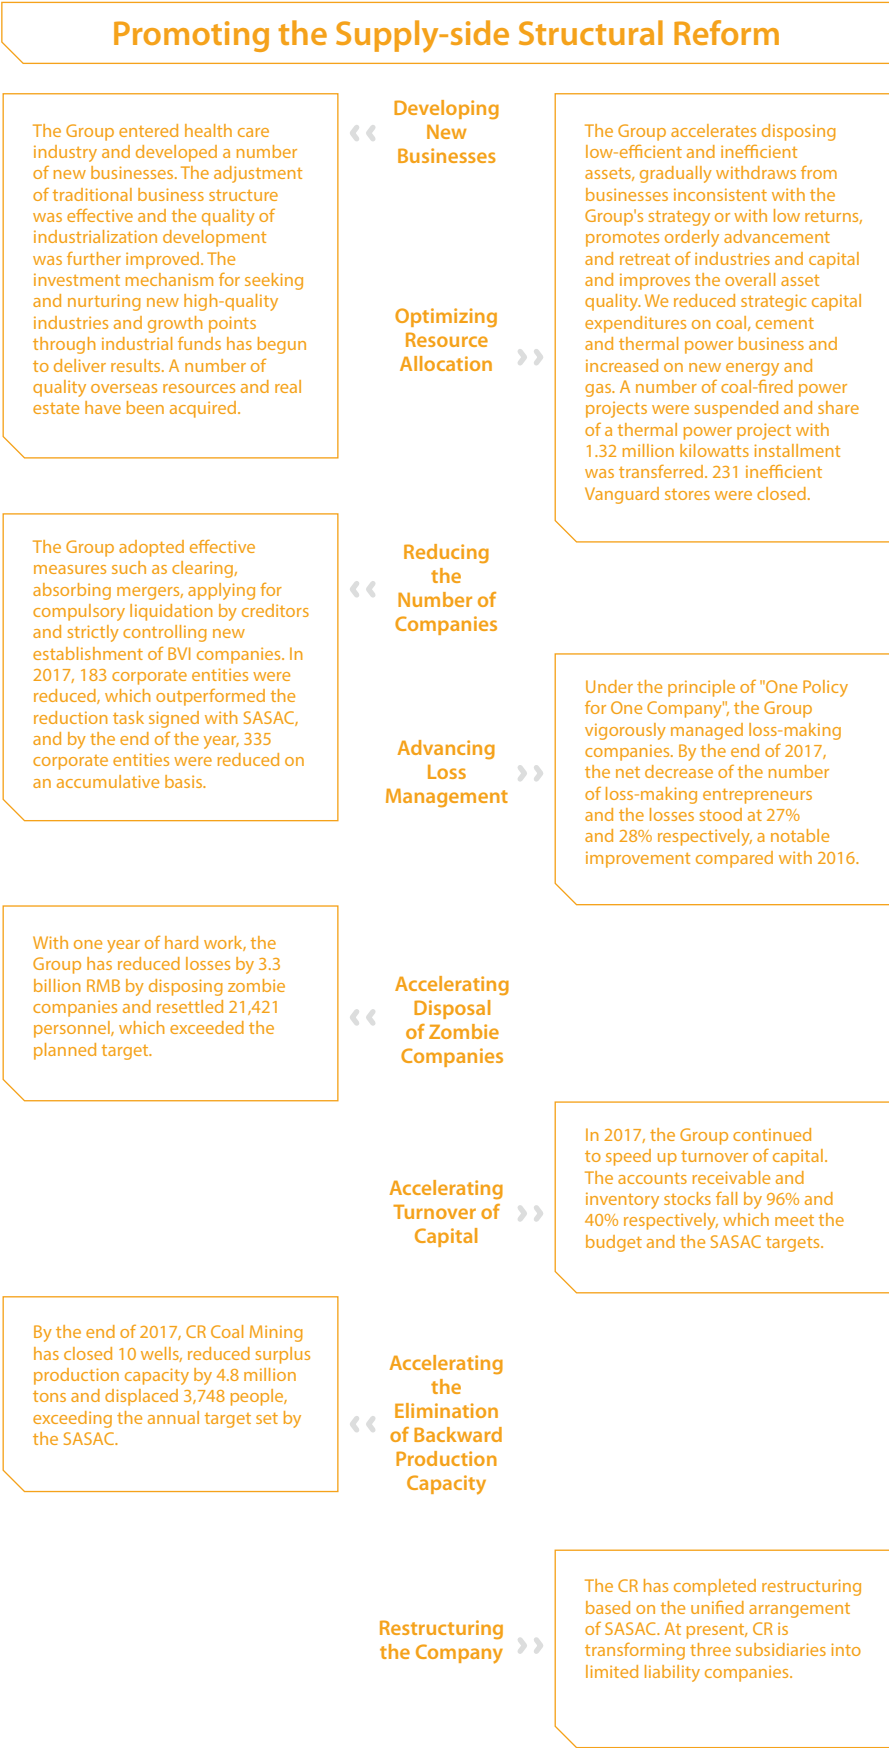 Promoting the Supply-side Structural Reform
Developing
New
Businesses
The Group entered health care
industry and developed a number
of new businesses. The adjustment
of traditional business structure
was effective and the quality of
industrialization development
was further improved. The
investment mechanism for seeking
and nurturing new high-quality
industries and growth points
through industrial funds has begun
to deliver results. A number of
quality overseas resources and real
estate have been acquired.
Optimizing
Resource
Allocation
The Group accelerates disposing
low-efficient and inefficient
assets, gradually withdraws from
businesses inconsistent with the
Group's strategy or with low returns,
promotes orderly advancement
and retreat of industries and capital
and improves the overall asset
quality. We reduced strategic capital
expenditures on coal, cement
and thermal power business and
increased on new energy and
gas. A number of coal-fired power
projects were suspended and share
of a thermal power project with
1.32 million kilowatts installment
was transferred. 231 inefficient
Vanguard stores were closed.
Reducing
the
Number of
Companies
The Group adopted effective
measures such as clearing,
absorbing mergers, applying for
compulsory liquidation by creditors
and strictly controlling new
establishment of BVI companies. In
2017, 183 corporate entities were
reduced, which outperformed the
reduction task signed with SASAC,
and by the end of the year, 335
corporate entities were reduced on
an accumulative basis.
Advancing
Loss
Management
Under the principle of "One Policy
for One Company", the Group
vigorously managed loss-making
companies. By the end of 2017,
the net decrease of the number
of loss-making entrepreneurs
and the losses stood at 27%
and 28% respectively, a notable
improvement compared with 2016.
Accelerating
Disposal
of Zombie
Companies
With one year of hard work, the
Group has reduced losses by 3.3
billion RMB by disposing zombie
companies and resettled 21,421
personnel, which exceeded the
planned target.
Accelerating
Turnover of
Capital
In 2017, the Group continued
to speed up turnover of capital.
The accounts receivable and
inventory stocks fall by 96% and
40% respectively, which meet the
budget and the SASAC targets.
Accelerating
the
Elimination
of Backward
Production
Capacity
By the end of 2017, CR Coal Mining
has closed 10 wells, reduced surplus
production capacity by 4.8 million
tons and displaced 3,748 people,
exceeding the annual target set by
the SASAC.
Restructuring
the Company
The CR has completed restructuring
based on the unified arrangement
of SASAC. At present, CR is
transforming three subsidiaries into
limited liability companies.